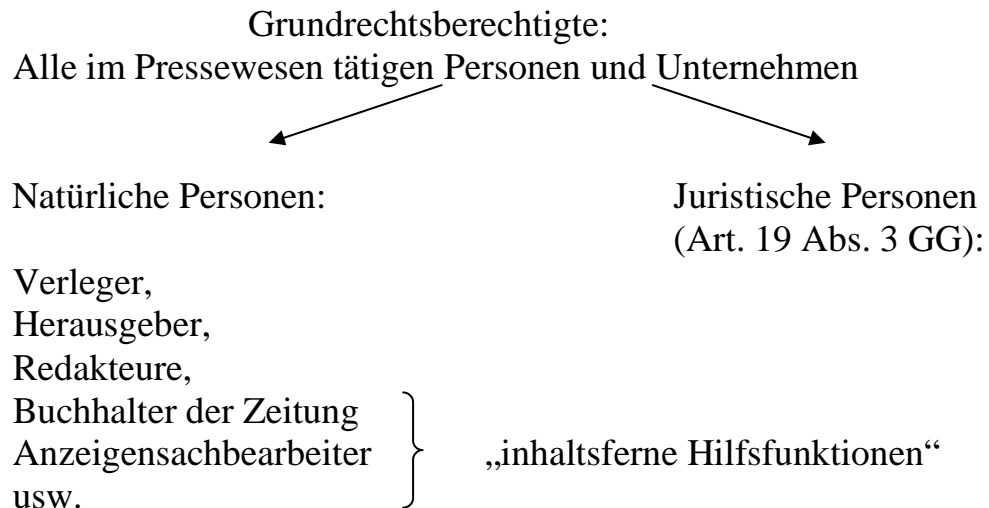 Grundrechtsberechtigte:
Alle im Pressewesen tätigen Personen und Unternehmen
Natürliche Personen:
Juristische Personen
(Art. 19 Abs. 3 GG):
Verleger,
Herausgeber,
Redakteure,
Buchhalter der Zeitung
Anzeigensachbearbeiter
usw.
„inhaltsferne Hilfsfunktionen“